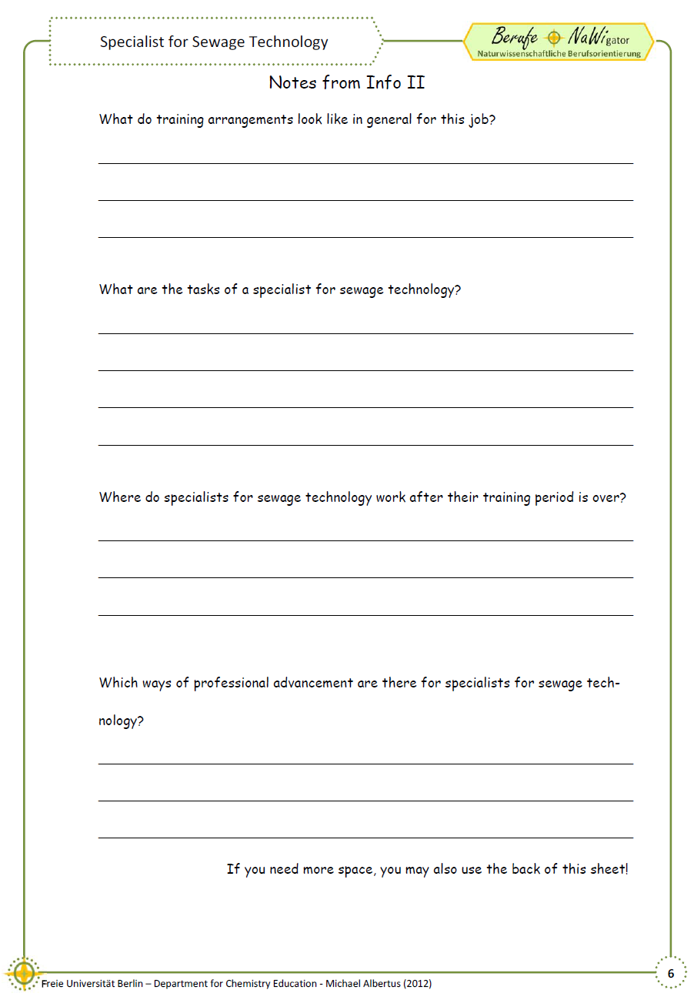 Specialist for Sewage Technology
Berufe NaWigator
Naturwissenschaftliche Berufsorientierung
Notes from Info II
What do training arrangements look like in general for this job?
What are the tasks of a specialist for sewage technology?
Where do specialists for sewage technology work after their training period is over?
Which ways of professional advancement are there for specialists for sewage tech-
nology?
If you need more space, you may also use the back of this sheet!
6
Freie Universität Berlin – Department for Chemistry Education - Michael Albertus (2012)